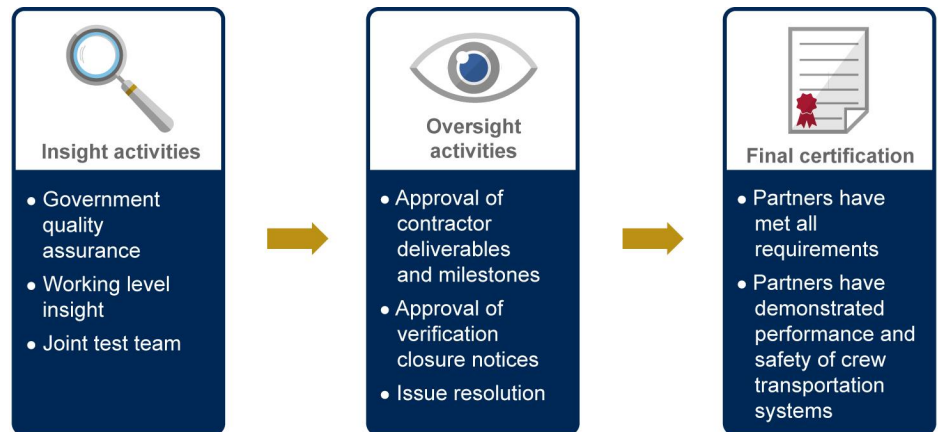 Insight activities
• Government
quality
assurance
• Working level
insight
• Joint test team
Oversight
activities
• Approval of
contractor
deliverables
and milestones
• Approval of
verification
closure notices
• Issue resolution
Final certification
• Partners have
met all
requirements
• Partners have
demonstrated
performance and
safety of crew
transportation
systems